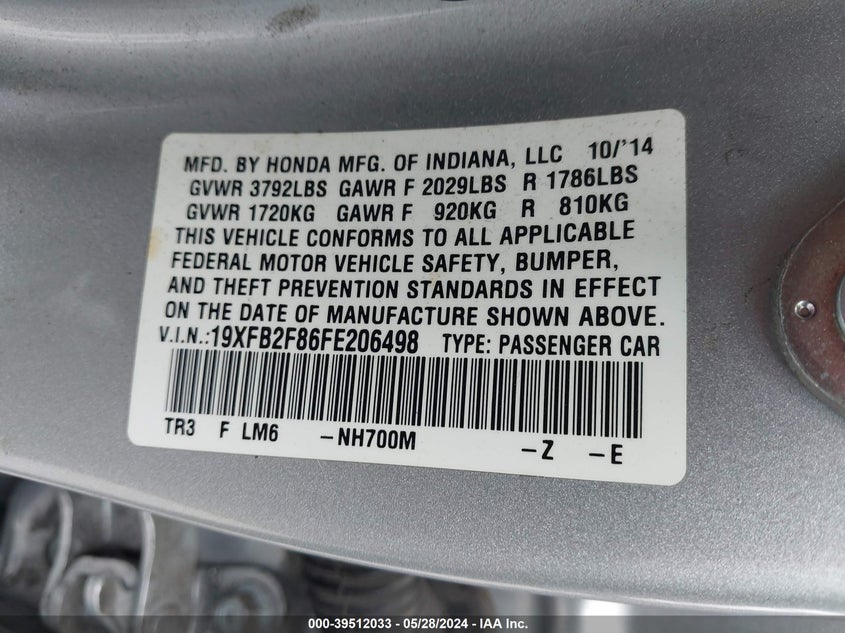 MFD. BY HONDA MFG. OF INDIANA, LLC 10/'14
GVWR 3792LBS GAWR F 2029LBS R 1786LBS
GVWR 1720KG GAWR F 920KG R 810KG
THIS VEHICLE CONFORMS TO ALL APPLICABLE
FEDERAL MOTOR VEHICLE SAFETY, BUMPER,
AND THEFT PREVENTION STANDARDS IN EFFECT
ON THE DATE OF MANUFACTURE SHOWN ABOVE.
V.I.N.:19XFB2F86FE206498 TYPE: PASSENGER CAR
TR3 F LM6 -NH700M -Z -E
000-39512033 - 05/28/2024 - IAA Inc.